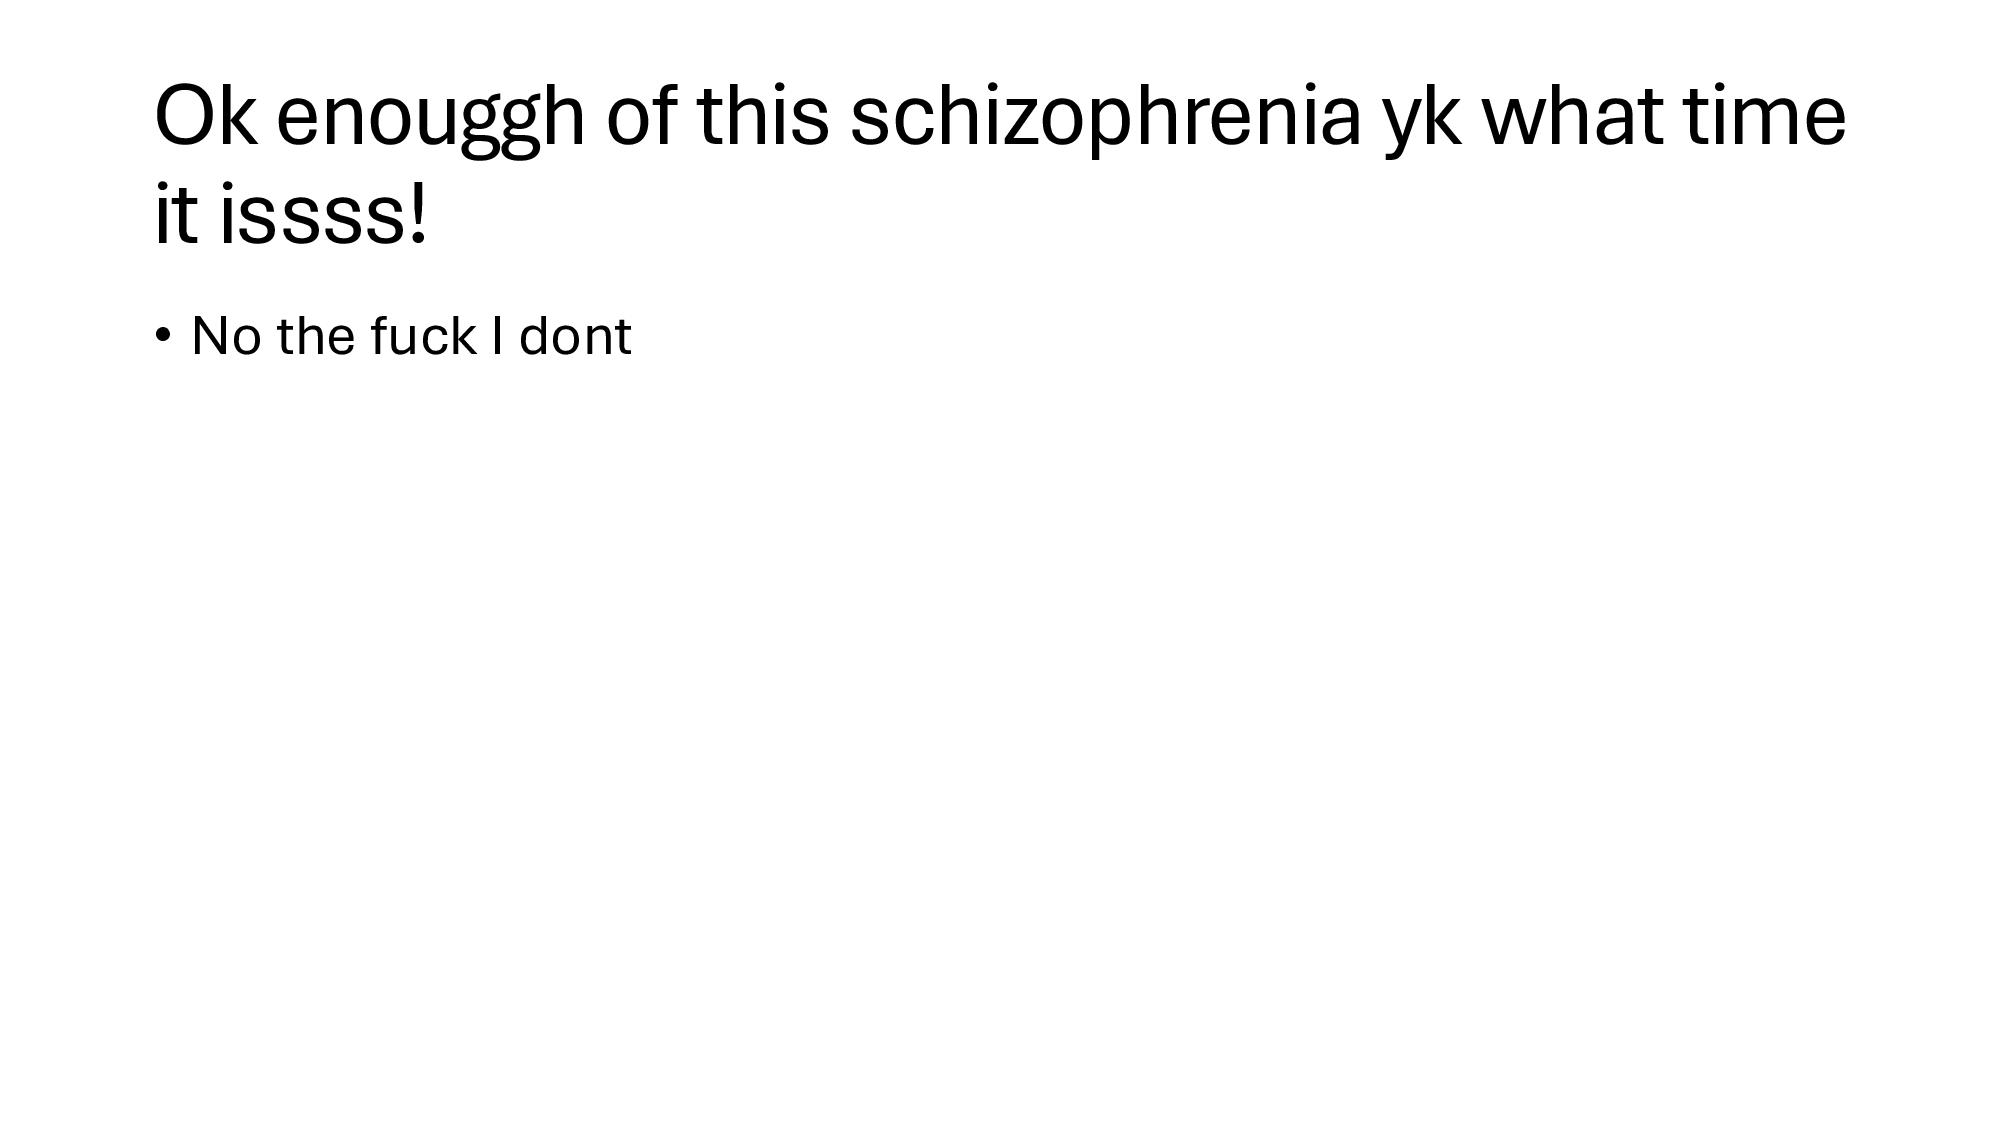 Ok enouggh of this schizophrenia yk what time
it issss!
• No the fuck I dont